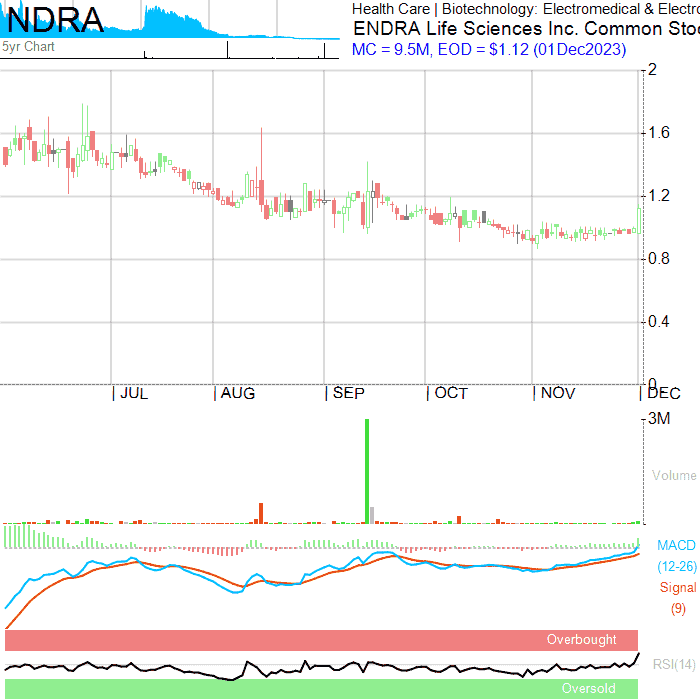 NDRA
5yr Chart
Health Care | Biotechnology: Electromedical & Electro
ENDRA Life Sciences Inc. Common Stoc
MC = 9.5M, EOD = $1.12 (01Dec2023)
2
1.6
1.2
0.8
0.4
0
JUL AUG SEP OCT NOV DEC
3M
Volume
MACD
(12-26)
Signal
(9)
Overbought
RSI(14)
Oversold